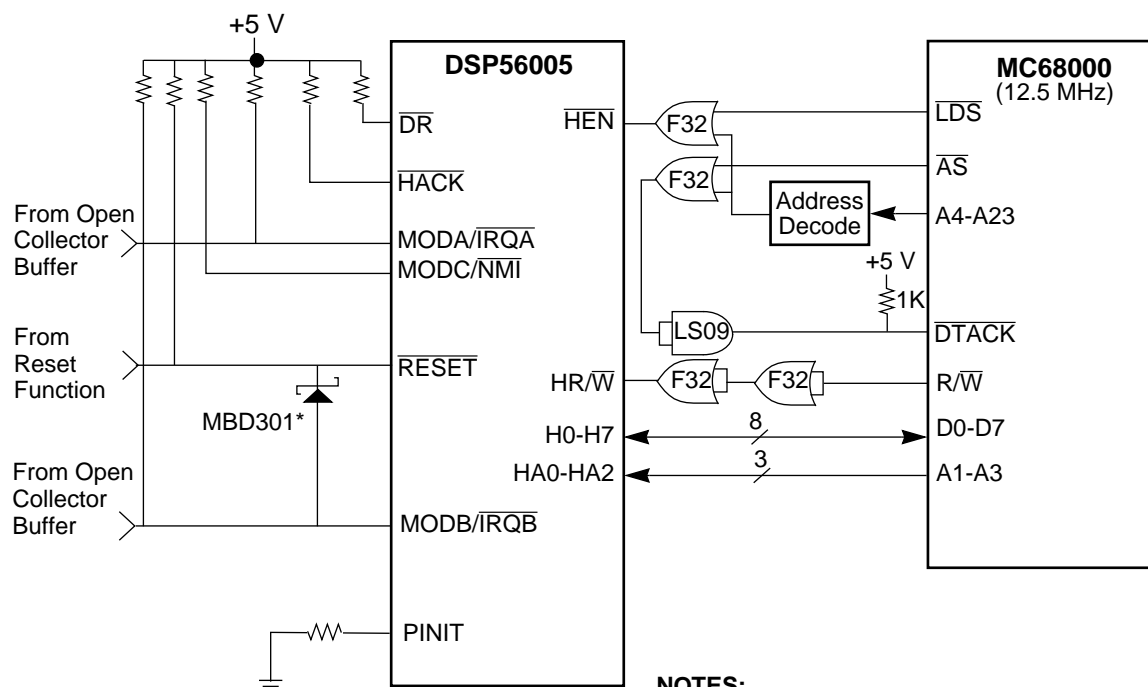 +5 V
DSP56005
MC68000
(12.5 MHz)
DR
HACK
From Open
Collector
Buffer
MODA/IRQA
MODC/NMI
From
Reset
Function
RESET
MBD301*
From Open
Collector
Buffer
MODB/IRQB
PINIT
HEN
F32
LDS
F32
AS
Address
Decode
A4-A23
+5 V
1K
LS09
DTACK
HR/W
F32
F32
R/W
H0-H7
8
D0-D7
HA0-HA2
3
A1-A3
NOTES: